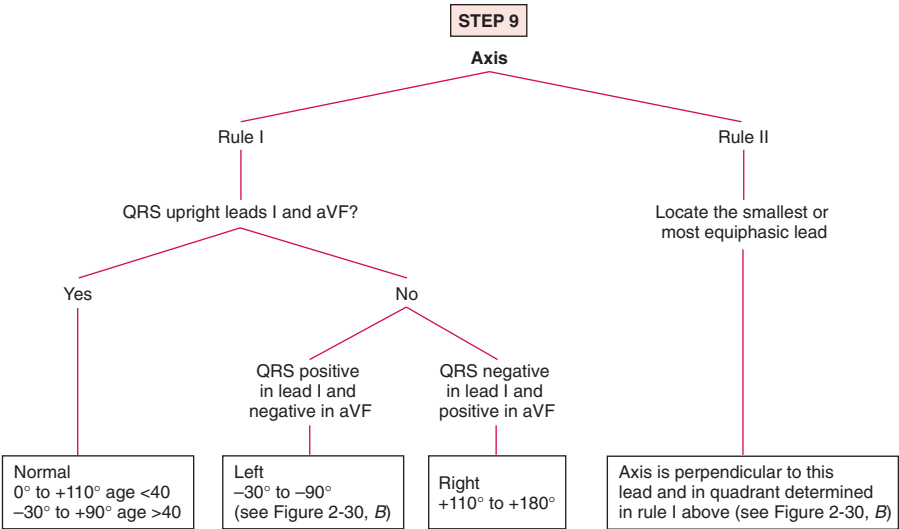 STEP 9
Axis
Rule I
Rule II
QRS upright leads I and aVF?
Locate the smallest or
most equiphasic lead
Yes
No
QRS positive
in lead I and
negative in aVF
QRS negative
in lead I and
positive in aVF
Normal
0° to +110° age <40
–30° to +90° age >40
Left
–30° to –90°
(see Figure 2-30, B)
Right
+110° to +180°
Axis is perpendicular to this
lead and in quadrant determined
in rule I above (see Figure 2-30, B)